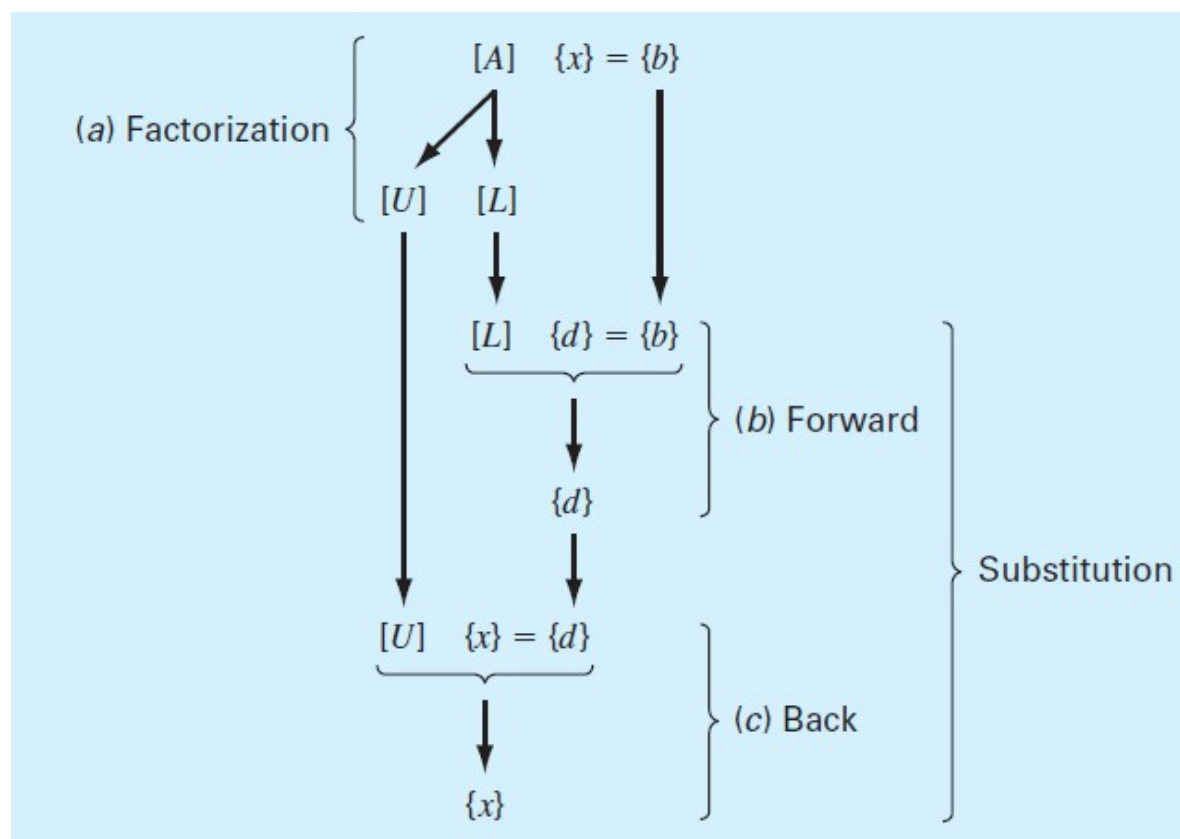 [A] {x} = {b}
(a) Factorization
[U] [L]
[L] {d} = {b}
(b) Forward
{d}
Substitution
[U] {x} = {d}
(c) Back
{x}